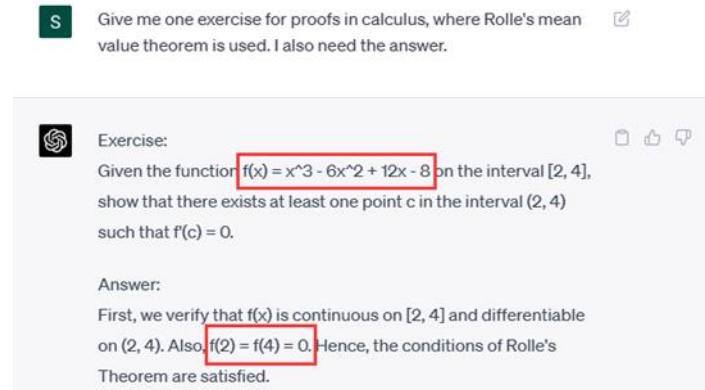 S
Give me one exercise for proofs in calculus, where Rolle's mean
value theorem is used. I also need the answer.
Exercise:
Given the function f(x) = x^3 - 6x^2 + 12x - 8 on the interval [2, 4],
show that there exists at least one point c in the interval (2, 4)
such that f'(c) = 0.
Answer:
First, we verify that f(x) is continuous on [2, 4] and differentiable
on (2, 4). Also, f(2) = f(4) = 0. Hence, the conditions of Rolle's
Theorem are satisfied.